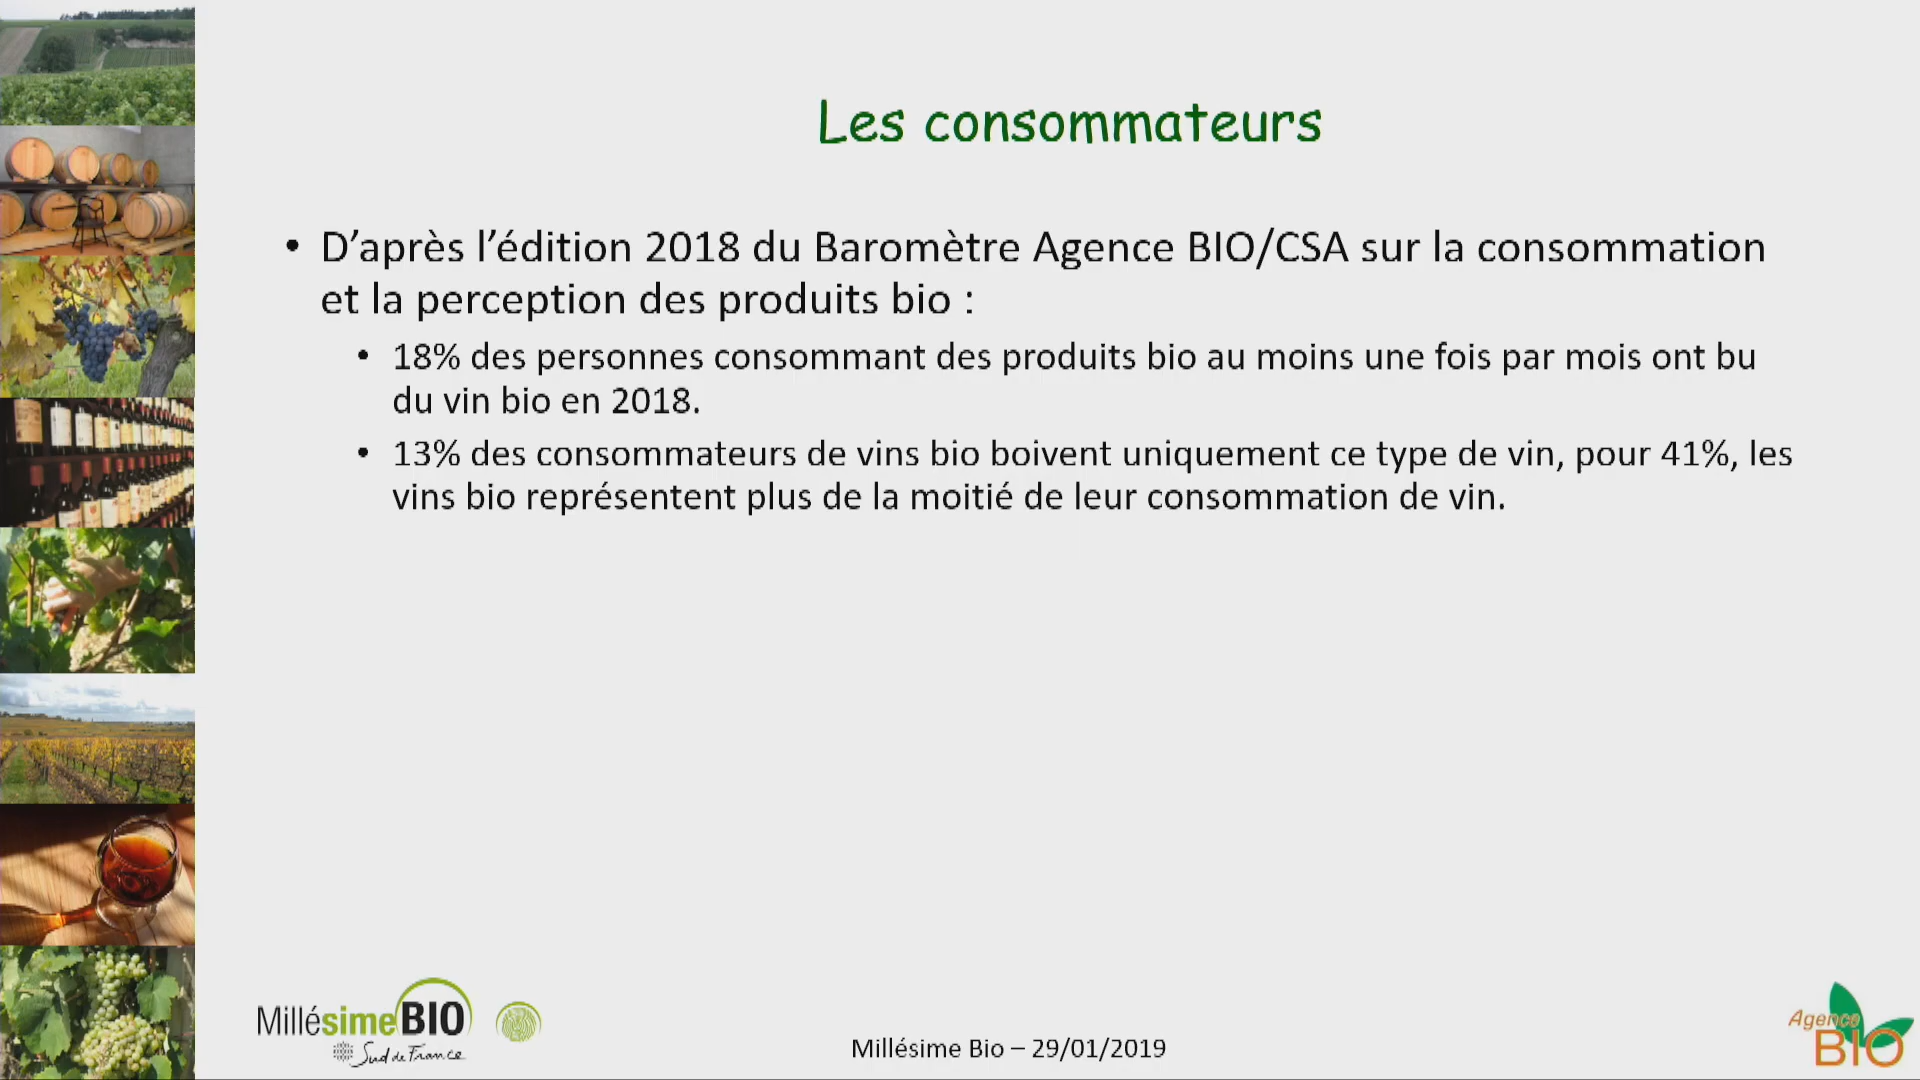 Les consommateurs
• D’après l’édition 2018 du Baromètre Agence BIO/CSA sur la consommation
et la perception des produits bio :
• 18% des personnes consommant des produits bio au moins une fois par mois ont bu
du vin bio en 2018.
• 13% des consommateurs de vins bio boivent uniquement ce type de vin, pour 41%, les
vins bio représentent plus de la moitié de leur consommation de vin.
MillésimeBIO
Sud de France
Millésime Bio – 29/01/2019
Agence
BIO